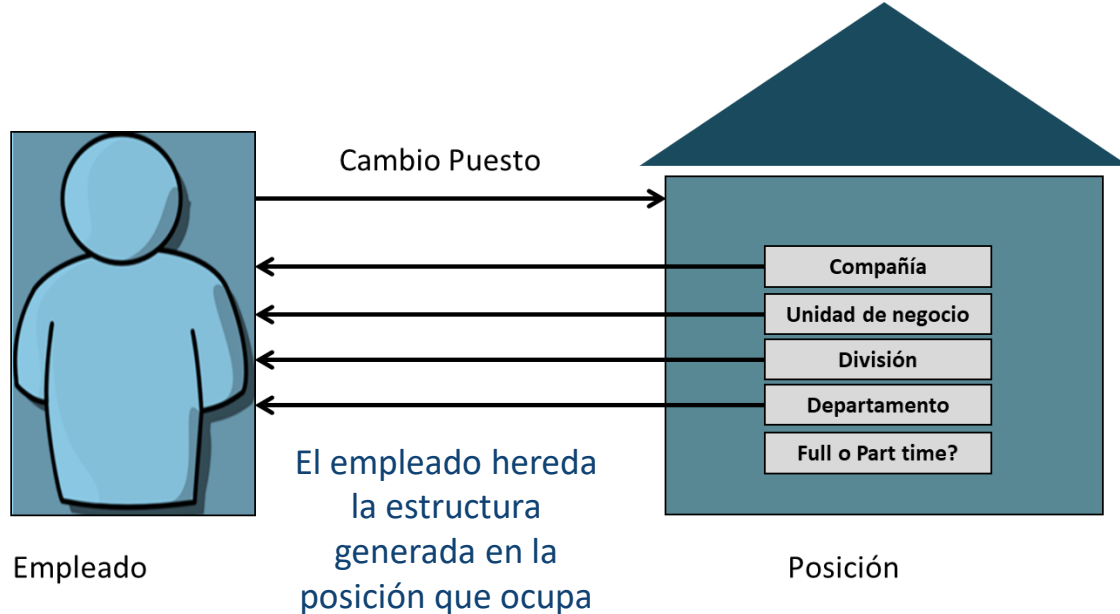 Cambio Puesto
Compañía
Unidad de negocio
División
Departamento
Full o Part time?
El empleado hereda
la estructura
generada en la
posición que ocupa
Empleado
Posición